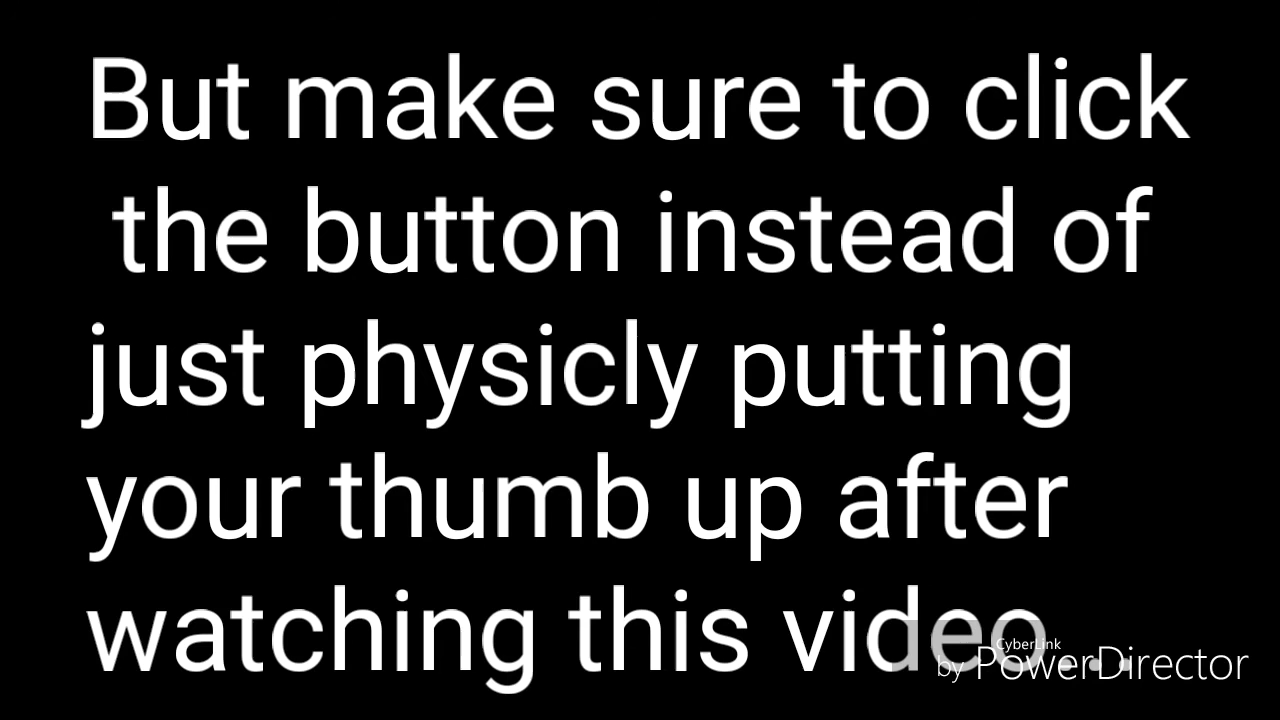 But make sure to click
the button instead of
just physicly putting
your thumb up after
watching this video...
CyberLink
by PowerDirector